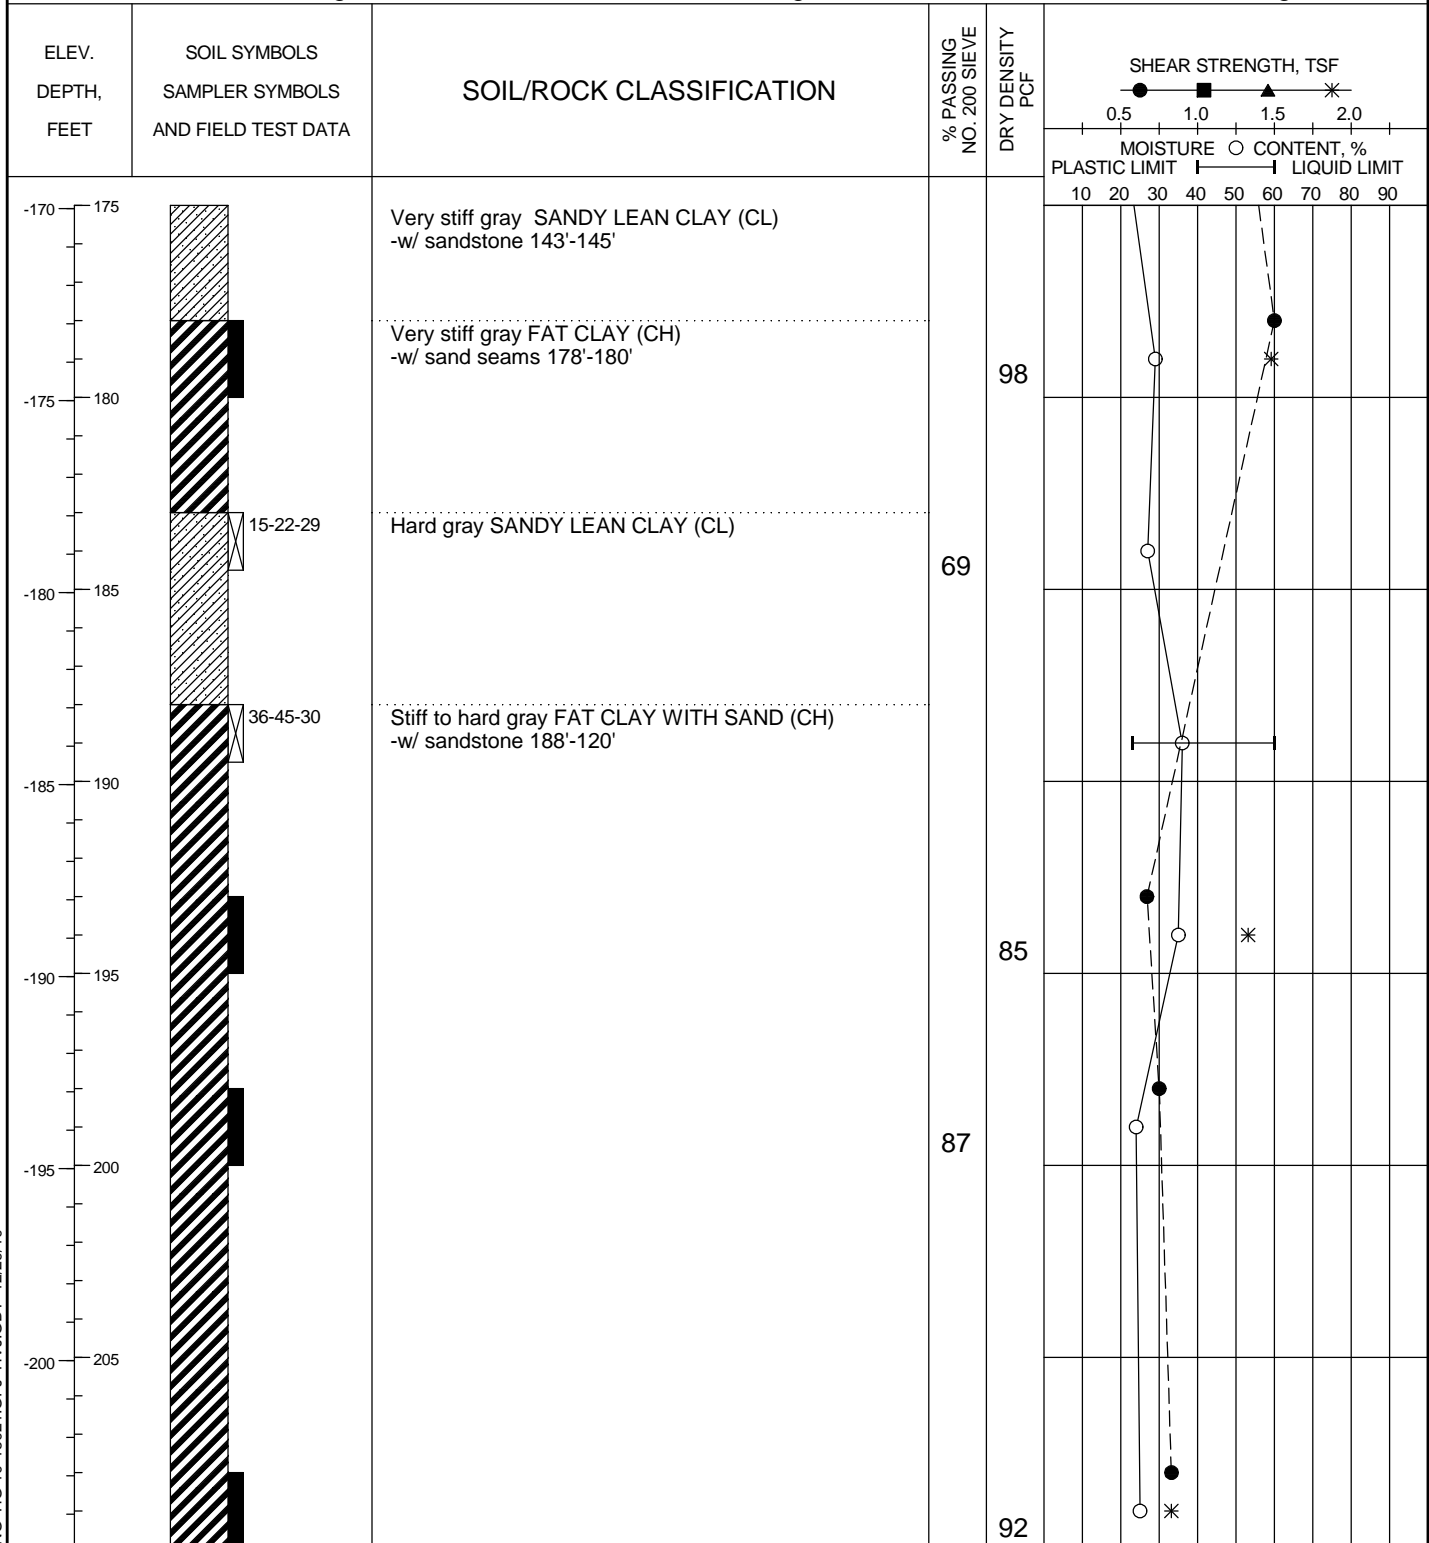 ELEV.
DEPTH,
FEET
SOIL SYMBOLS
SAMPLER SYMBOLS
AND FIELD TEST DATA
SOIL/ROCK CLASSIFICATION
% PASSING
NO. 200 SIEVE
DRY DENSITY
PCF
SHEAR STRENGTH, TSF
0.5 1.0 1.5 2.0
MOISTURE CONTENT, %
PLASTIC LIMIT LIQUID LIMIT
10 20 30 40 50 60 70 80 90
-170 175
Very stiff gray SANDY LEAN CLAY (CL)
-w/ sandstone 143'-145'
Very stiff gray FAT CLAY (CH)
-w/ sand seams 178'-180'
98
-175 180
15-22-29
Hard gray SANDY LEAN CLAY (CL)
69
-180 185
36-45-30
Stiff to hard gray FAT CLAY WITH SAND (CH)
-w/ sandstone 188'-120'
-185 190
85
-190 195
87
-195 200
-200 205
92